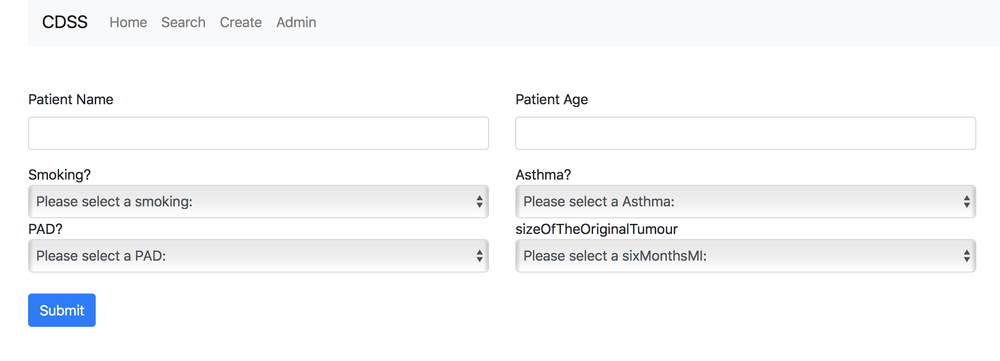 CDSS Home Search Create Admin
Patient Name Patient Age
Smoking? Asthma?
Please select a smoking: Please select a Asthma:
PAD? sizeOfTheOriginalTumour
Please select a PAD: Please select a sixMonthsMI:
Submit